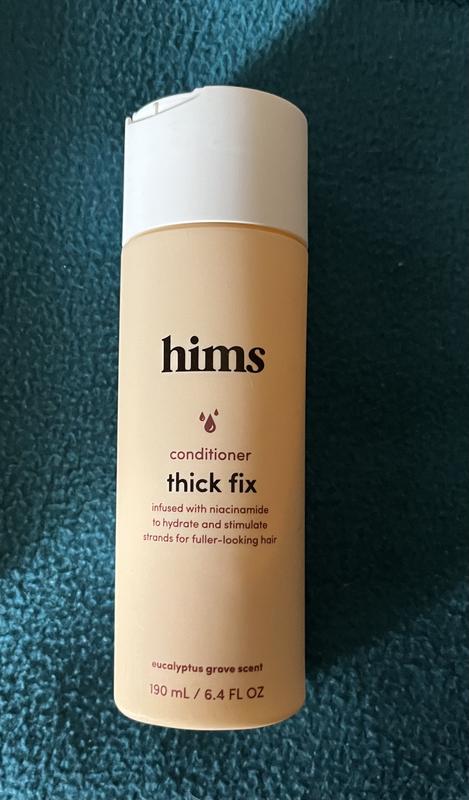 hims
conditioner
thick fix
infused with niacinamide
to hydrate and stimulate
strands for fuller-looking hair
eucalyptus grove scent
190 mL / 6.4 FL OZ